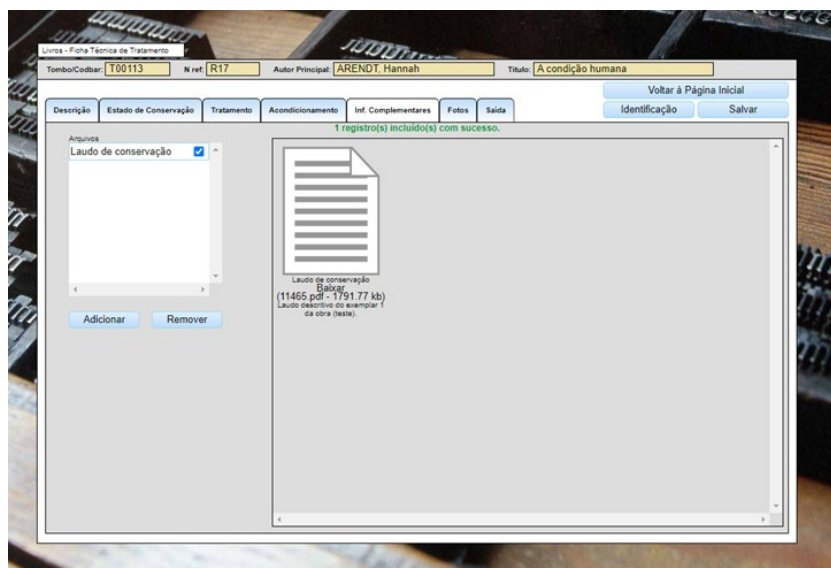 Livros - Ficha Técnica de Tratamento
Tombo/Codbar: T00113 N ref: R17 Autor Principal: ARENDT, Hannah Título: A condição humana
Voltar à Página Inicial
Descrição Estado de Conservação Tratamento Acondicionamento Inf. Complementares Fotos Saída Identificação Salvar
1 registro(s) incluído(s) com sucesso.
Arquivos
Laudo de conservação
Laudo de conservação
Baixar
(11465.pdf - 1791.77 kb)
Laudo descritivo do exemplar 1
da obra (teste).
Adicionar Remover